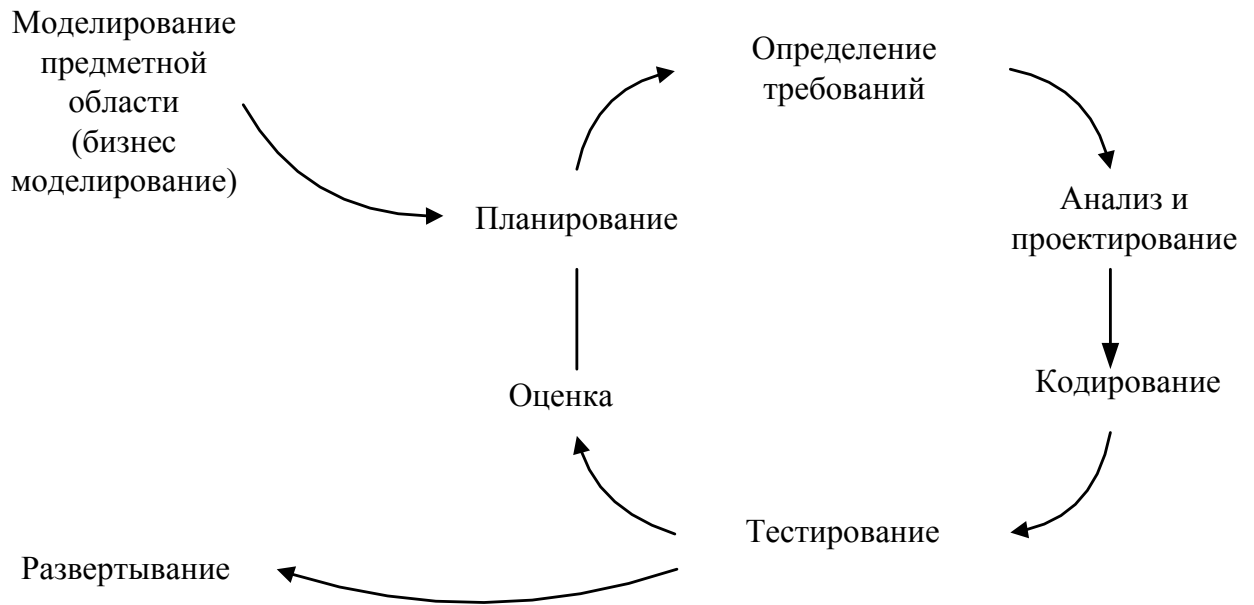 Моделирование
предметной
области
(бизнес
моделирование)
Определение
требований
Планирование
Анализ и
проектирование
Оценка
Кодирование
Тестирование
Развертывание